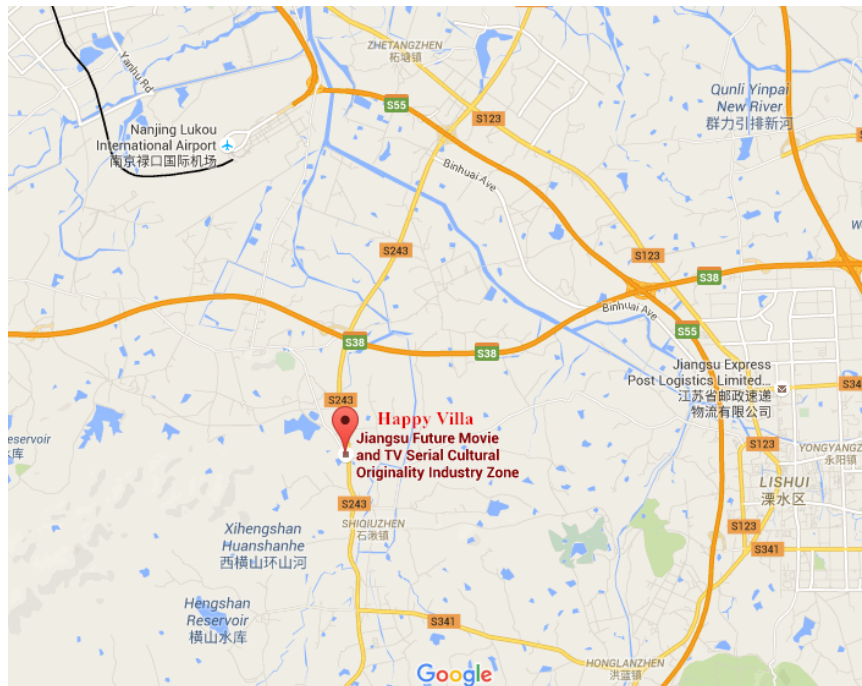 ZHETANGZHEN
柘塘镇
Yanhu Rd
Qunli Yinpai
New River
群力引排新河
S55
S123
Nanjing Lukou
International Airport
南京禄口国际机场
Binhuai Ave
S243
S123
S38
Binhuai Ave
S55
S38
S38
Jiangsu Express
Post Logistics Limited...
江苏省邮政速递
物流有限公司
S341
S243
Happy Villa
Jiangsu Future Movie
and TV Serial Cultural
Originality Industry Zone
Reservoir
水库
S123
YONGYANGZ
永阳镇
LISHUI
溧水区
S243
SHIQIUZHEN
石湫镇
Xihengshan
Huanshanhe
西横山环山河
S123
S341
Hengshan
Reservoir
横山水库
S341
HONGLANZHEN
洪蓝镇
Google